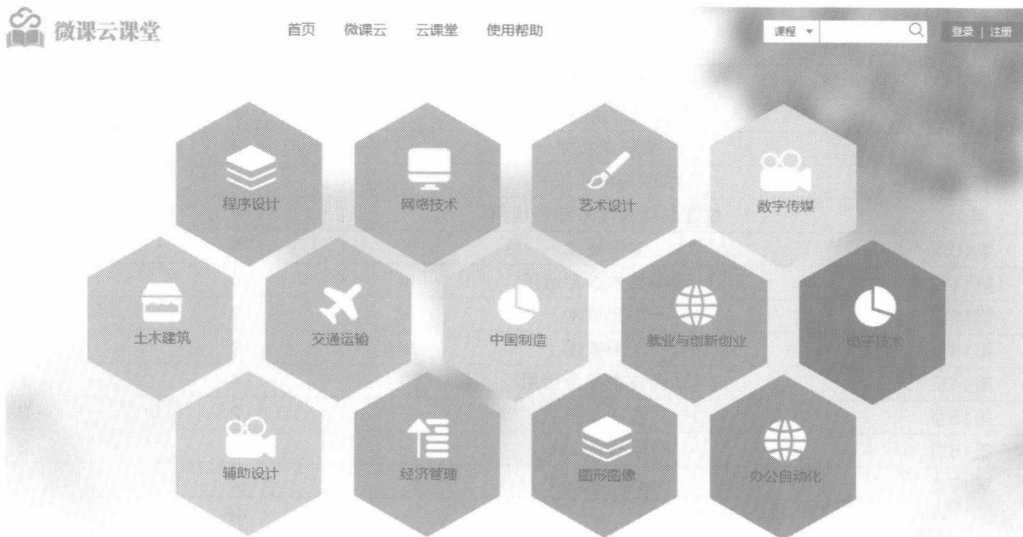 微课云课堂 首页 微课云 云课堂 使用帮助 课程 登录 | 注册
程序设计 网络技术 艺术设计 数字传媒
土木建筑 交通运输 中国制造 就业与创新创业 电子技术
辅助设计 经济管理 图形图像 办公自动化